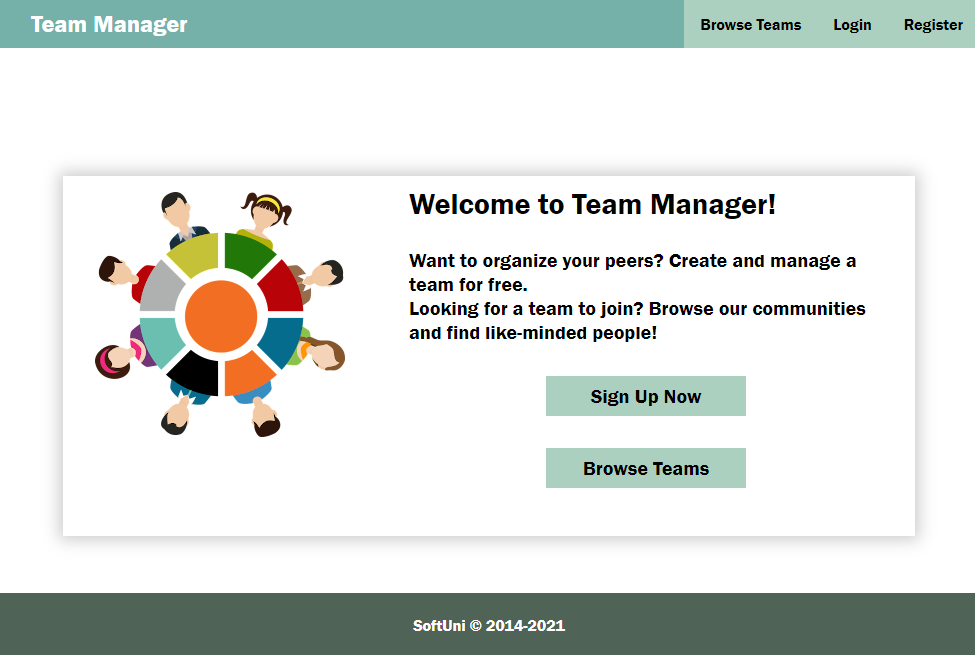 Team Manager
Browse Teams
Login
Register
Welcome to Team Manager!
Want to organize your peers? Create and manage a
team for free.
Looking for a team to join? Browse our communities
and find like-minded people!
Sign Up Now
Browse Teams
SoftUni © 2014-2021